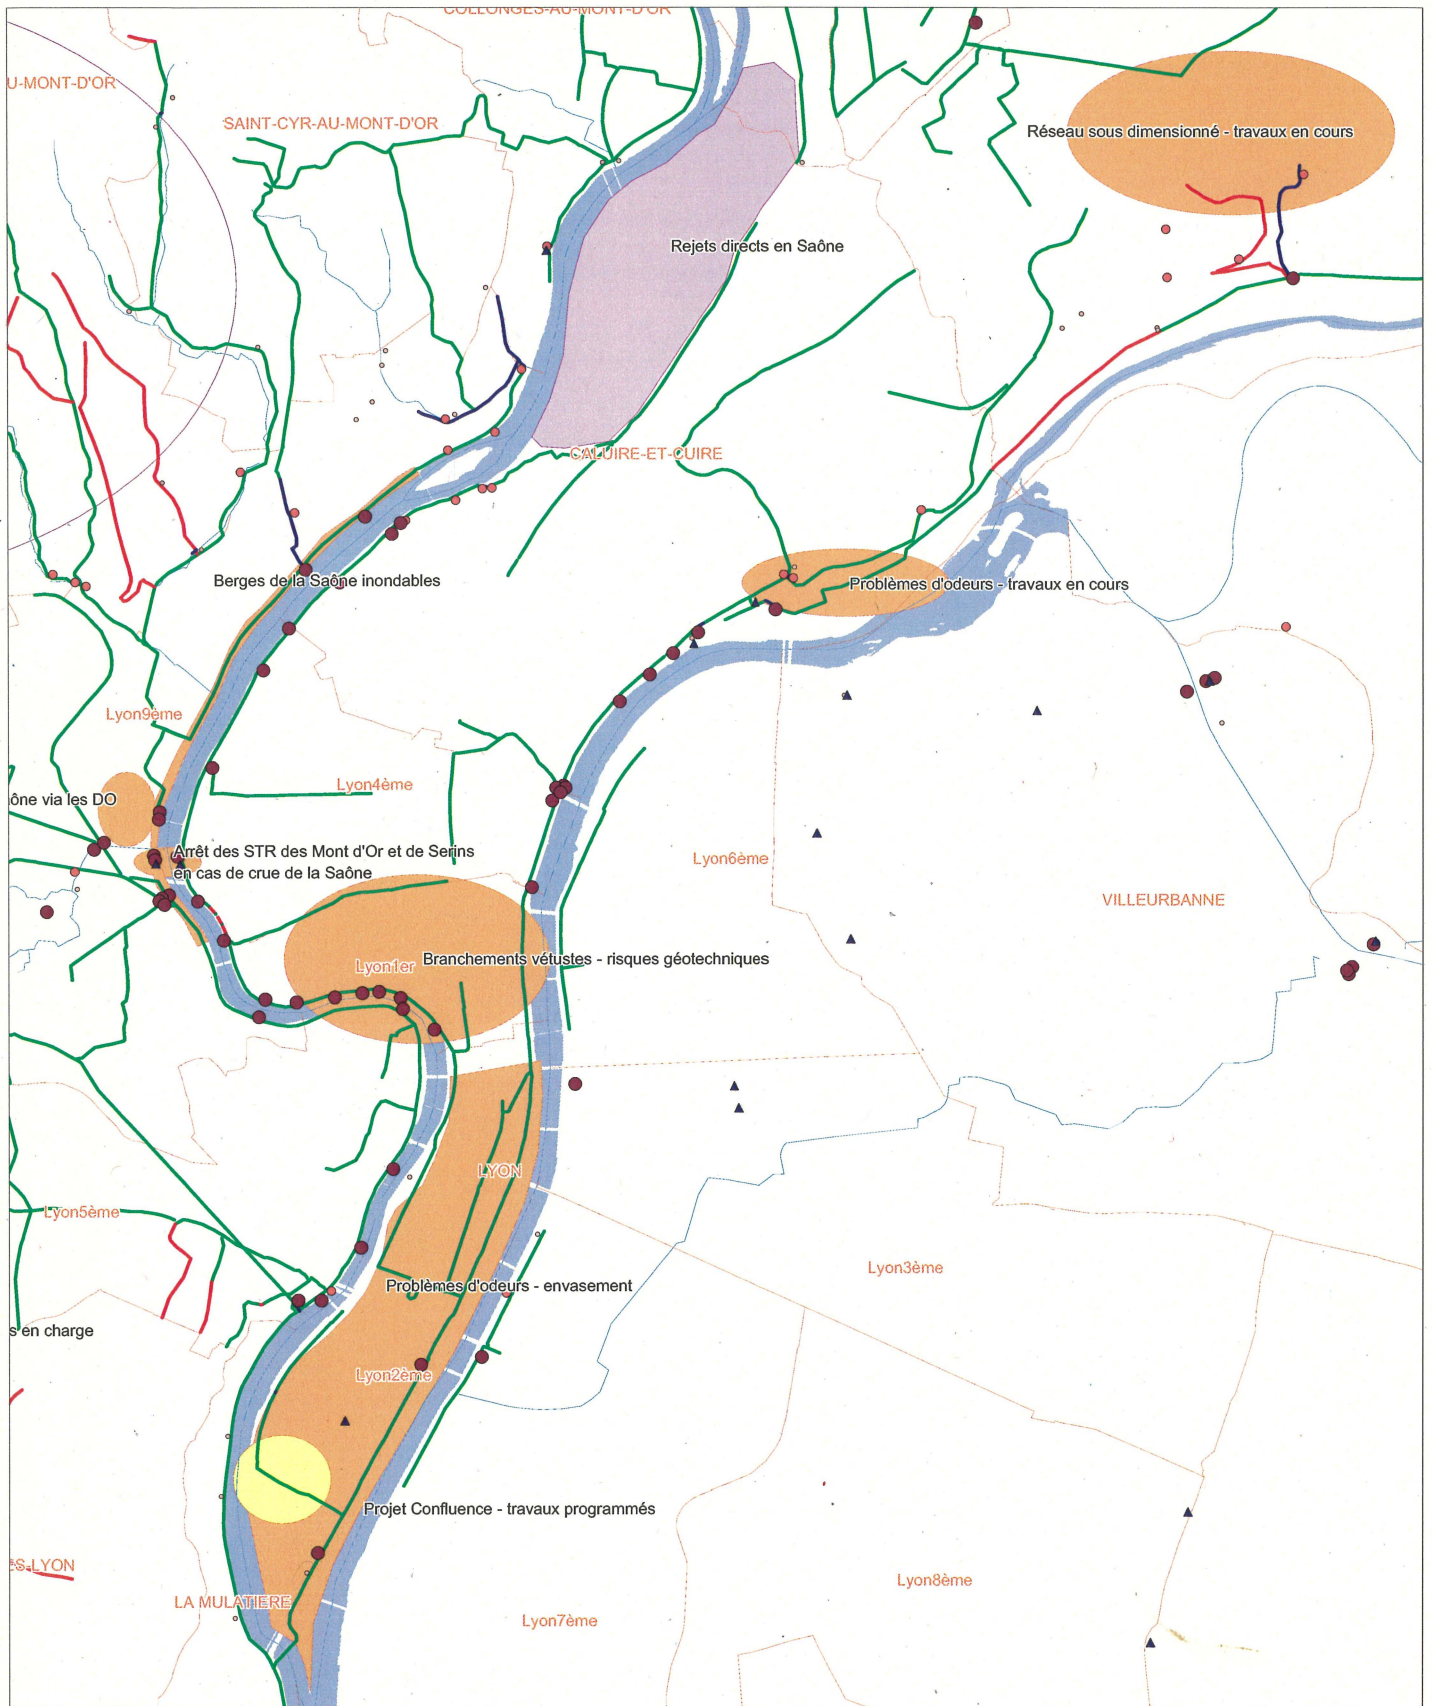 COLLONGES-AU-MONT-D'OR
U-MONT-D'OR
SAINT-CYR-AU-MONT-D'OR
Réseau sous dimensionné - travaux en cours
Rejets directs en Saône
CALUIRE-ET-CUIRE
Berges de la Saône inondables
Problèmes d'odeurs - travaux en cours
Lyon9ème
Lyon4ème
ône via les DO
Arrêt des STR des Mont d'Or et de Serins
en cas de crue de la Saône
Lyon6ème
VILLEURBANNE
Branchements vétustes - risques géotechniques
Lyon1er
LYON
Lyon5ème
Lyon3ème
Problèmes d'odeurs - envasement
s en charge
Lyon2ème
Projet Confluence - travaux programmés
ES-LYON
Lyon8ème
LA MULATIERE
Lyon7ème